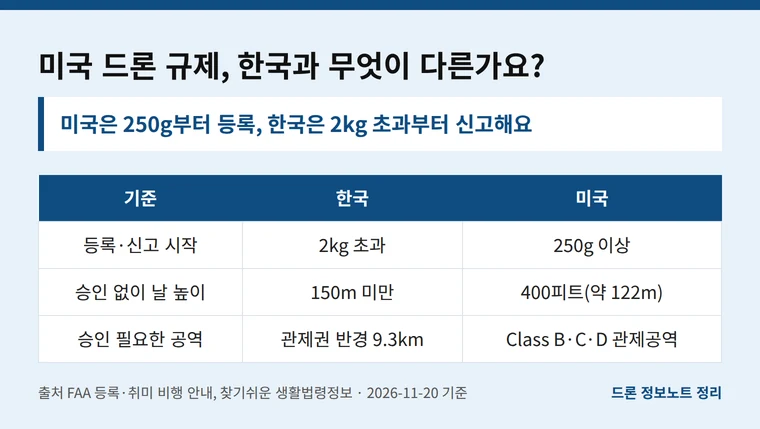 미국 드론 규제, 한국과 무엇이 다른가요?
미국은 250g부터 등록, 한국은 2kg 초과부터 신고해요
기준 한국 미국
등록·신고 시작 2kg 초과 250g 이상
승인 없이 날 높이 150m 미만 400피트(약 122m)
승인 필요한 공역 관제권 반경 9.3km Class B·C·D 관제공역
출처 FAA 등록·취미 비행 안내, 찾기쉬운 생활법령정보 · 2026-11-20 기준 드론 정보노트 정리